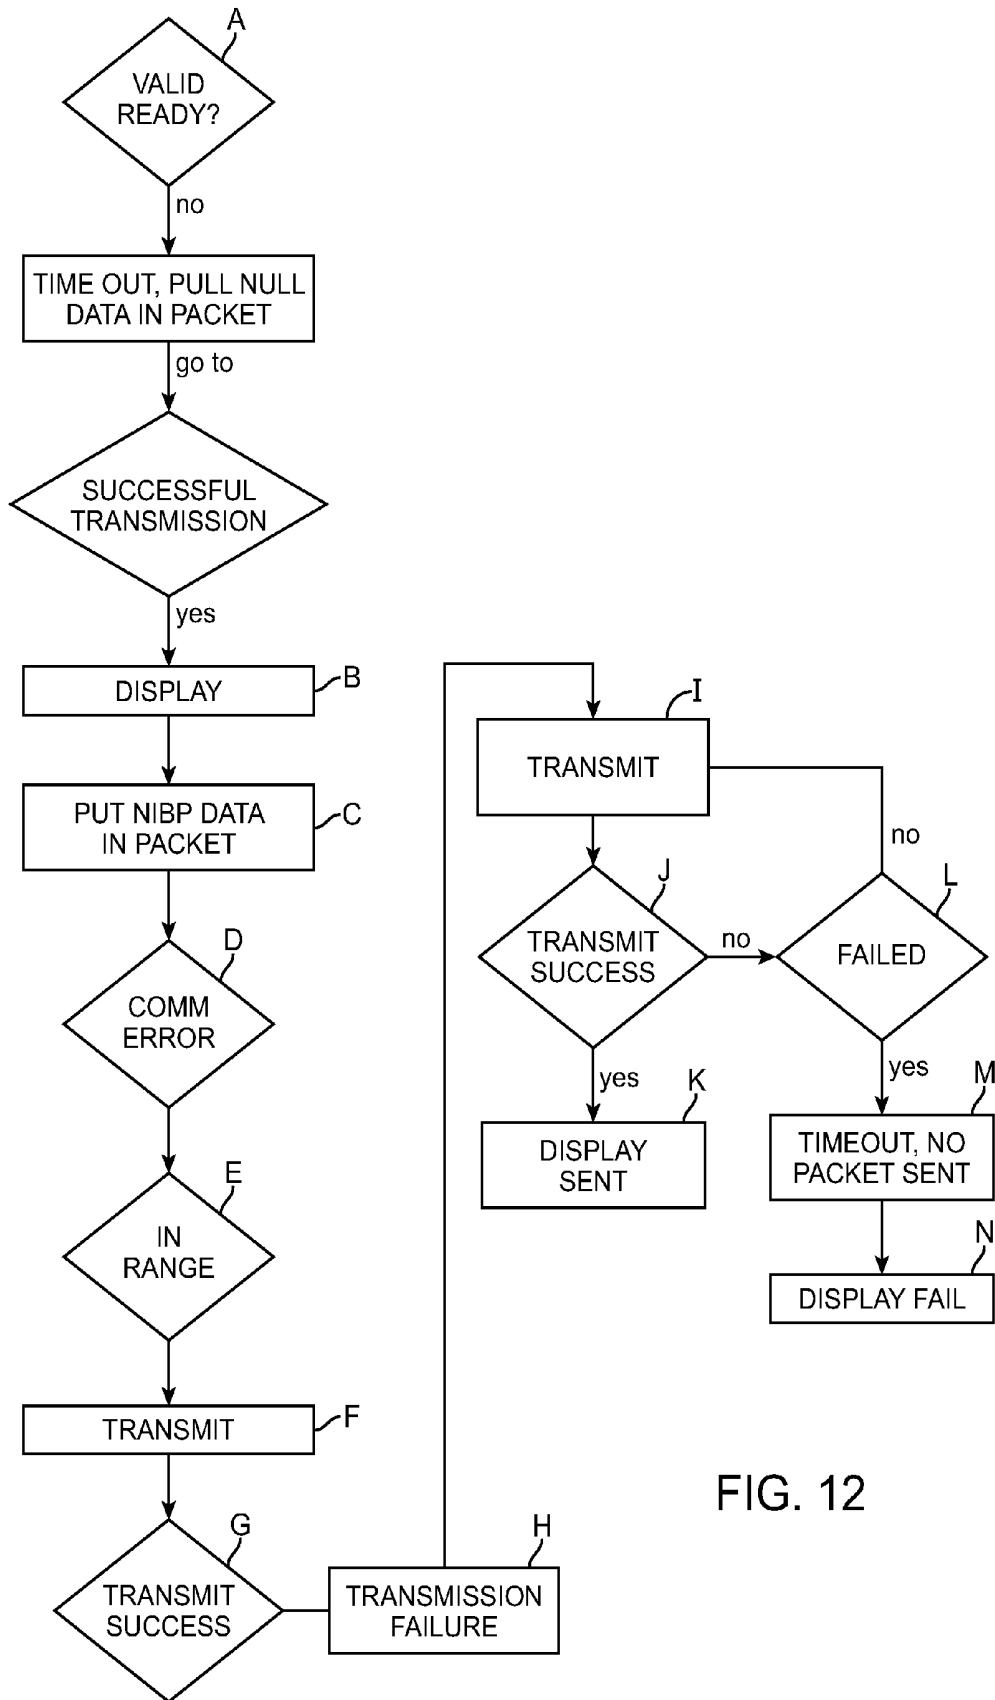 A
VALID
READY?
no
TIME OUT, PULL NULL
DATA IN PACKET
go to
SUCCESSFUL
TRANSMISSION
yes
DISPLAY
B
PUT NIBP DATA
IN PACKET
C
D
COMM
ERROR
E
IN
RANGE
TRANSMIT
F
G
TRANSMIT
SUCCESS
H
TRANSMISSION
FAILURE
I
TRANSMIT
J
TRANSMIT
SUCCESS
no
yes
K
DISPLAY
SENT
no
L
FAILED
yes
M
TIMEOUT, NO
PACKET SENT
N
DISPLAY FAIL
FIG. 12